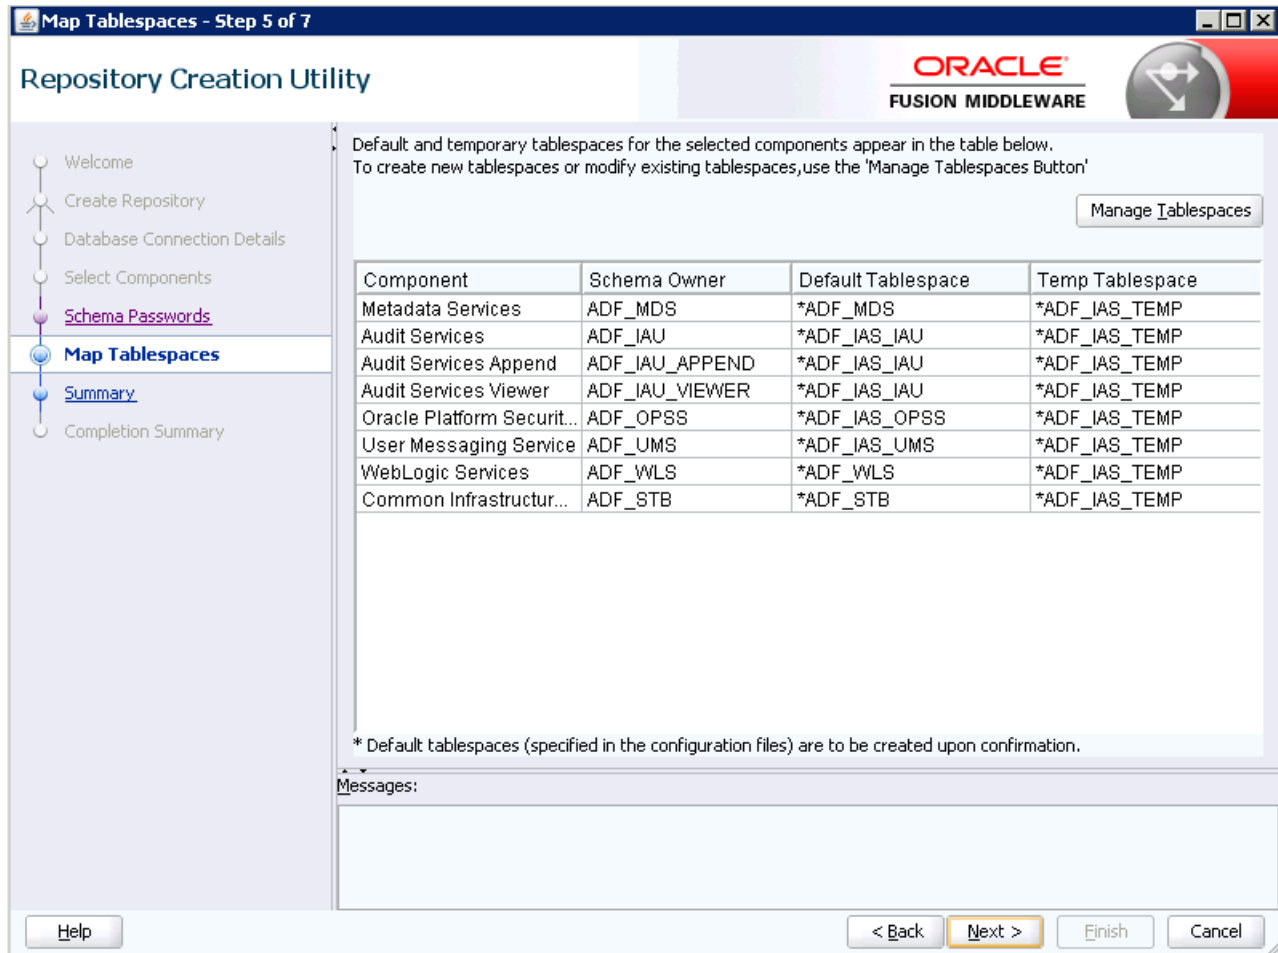 Map Tablespaces - Step 5 of 7
Repository Creation Utility
ORACLE
FUSION MIDDLEWARE
Welcome
Create Repository
Database Connection Details
Select Components
Schema Passwords
Map Tablespaces
Summary
Completion Summary
Default and temporary tablespaces for the selected components appear in the table below.
To create new tablespaces or modify existing tablespaces,use the 'Manage Tablespaces Button'
Manage Tablespaces
Component Schema Owner Default Tablespace Temp Tablespace
Metadata Services ADF_MDS *ADF_MDS *ADF_IAS_TEMP
Audit Services ADF_IAU *ADF_IAS_IAU *ADF_IAS_TEMP
Audit Services Append ADF_IAU_APPEND *ADF_IAS_IAU *ADF_IAS_TEMP
Audit Services Viewer ADF_IAU_VIEWER *ADF_IAS_IAU *ADF_IAS_TEMP
Oracle Platform Securit... ADF_OPSS *ADF_IAS_OPSS *ADF_IAS_TEMP
User Messaging Service ADF_UMS *ADF_IAS_UMS *ADF_IAS_TEMP
WebLogic Services ADF_WLS *ADF_WLS *ADF_IAS_TEMP
Common Infrastructur... ADF_STB *ADF_STB *ADF_IAS_TEMP
* Default tablespaces (specified in the configuration files) are to be created upon confirmation.
Messages:
Help < Back Next > Finish Cancel